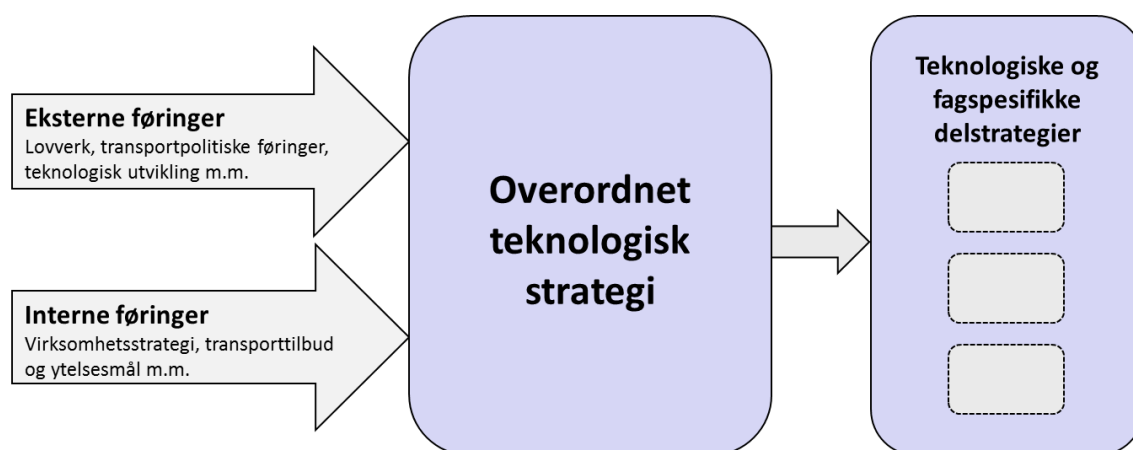 Eksterne føringer
Lovverk, transportpolitiske føringer,
teknologisk utvikling m.m.
Interne føringer
Virksomhetsstrategi, transporttilbud
og ytelsesmål m.m.
Overordnet
teknologisk
strategi
Teknologiske og
fagspesifikke
delstrategier